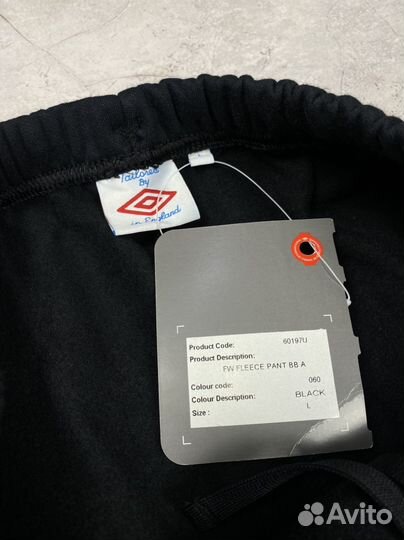 L
Tailored
By
in England
Product Code: 60197U
Product Description:
FW FLEECE PANT BB A
Colour code: 060
Colour Description: BLACK
Size : L
Avito